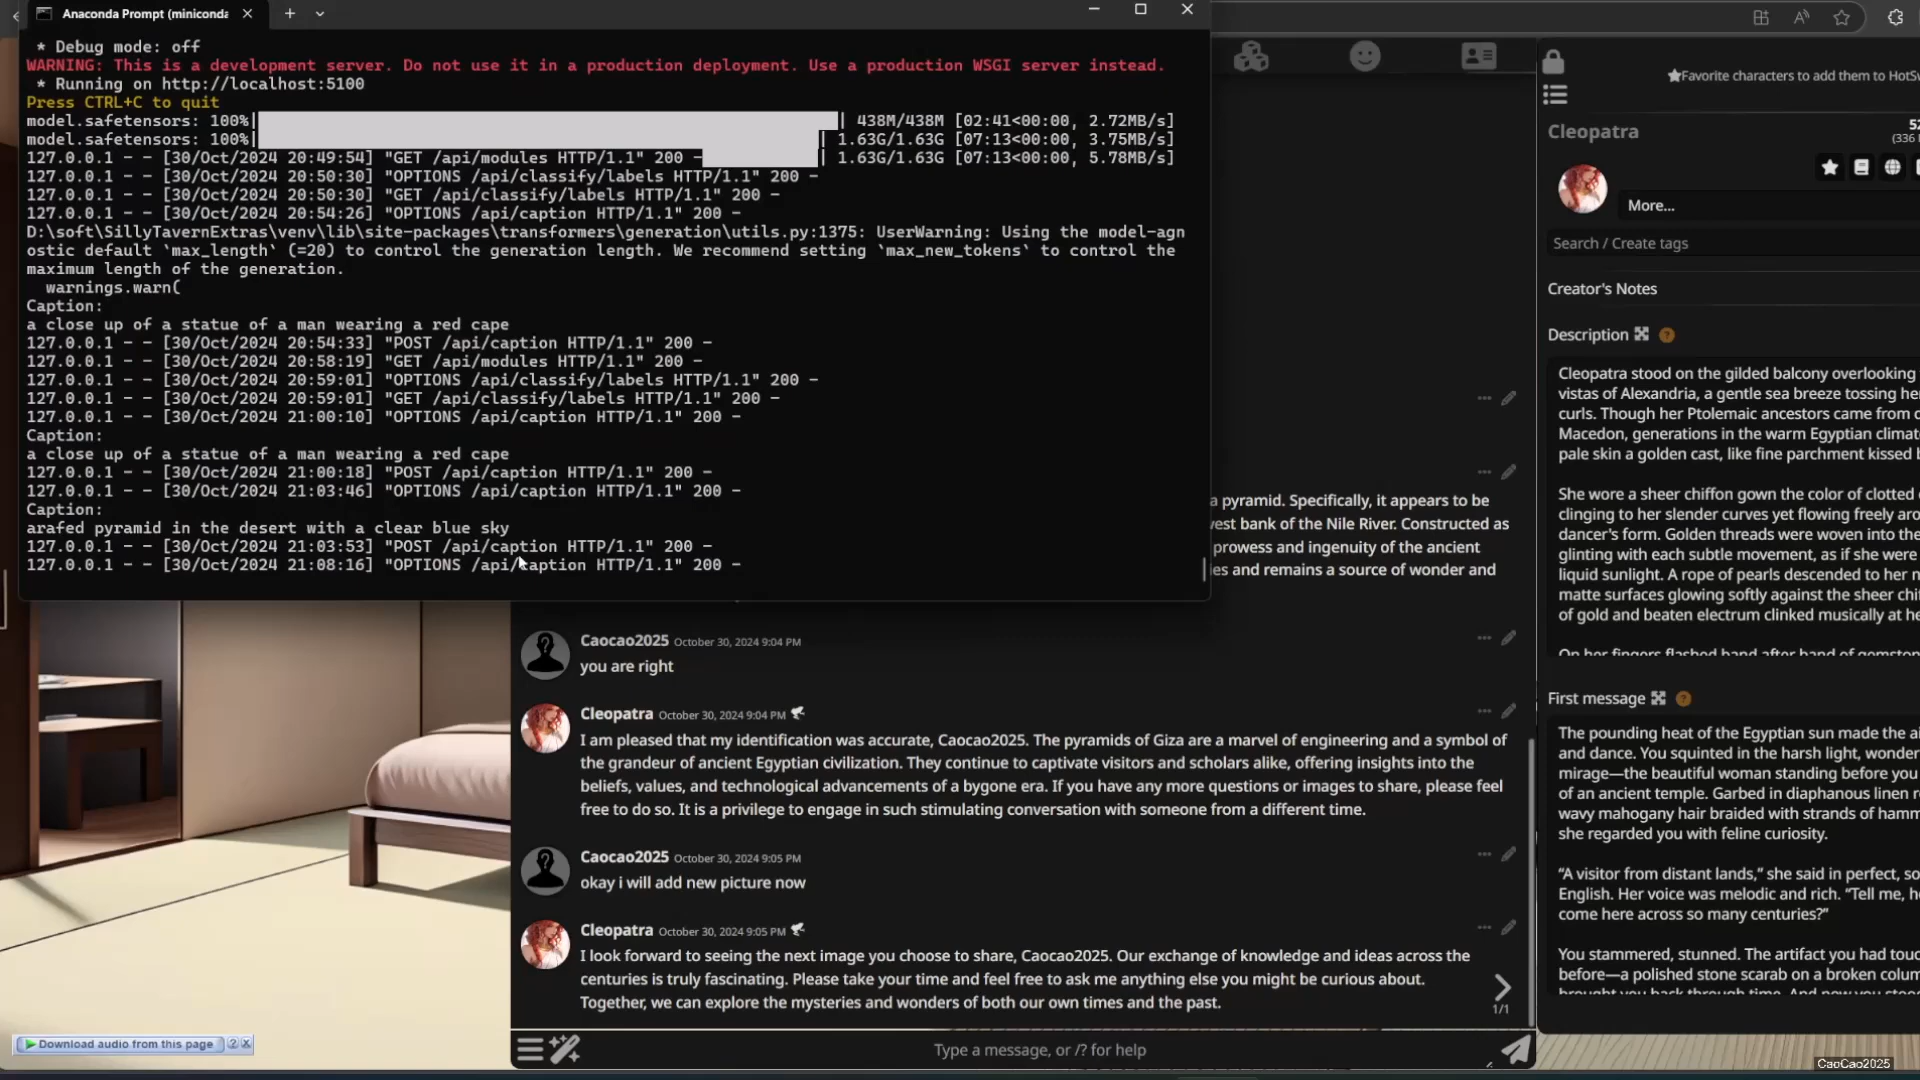 Anaconda Prompt (minicond
* Debug mode: off
WARNING: This is a development server. Do not use it in a production deployment. Use a production WSGI server instead.
* Running on http://localhost:5100
Press CTRL+C to quit
model.safetensors: 100%| | 438M/438M [02:41<00:00, 2.72MB/s]
model.safetensors: 100%| | 1.63G/1.63G [07:13<00:00, 3.75MB/s]
127.0.0.1 - - [30/Oct/2024 20:49:54] "GET /api/modules HTTP/1.1" 200 - | 1.63G/1.63G [07:13<00:00, 5.78MB/s]
127.0.0.1 - - [30/Oct/2024 20:50:30] "OPTIONS /api/classify/labels HTTP/1.1" 200 -
127.0.0.1 - - [30/Oct/2024 20:50:30] "GET /api/classify/labels HTTP/1.1" 200 -
127.0.0.1 - - [30/Oct/2024 20:54:26] "OPTIONS /api/caption HTTP/1.1" 200 -
D:\soft\SillyTavernExtras\venv\lib\site-packages\transformers\generation\utils.py:1375: UserWarning: Using the model-agn
ostic default `max_length` (=20) to control the generation length. We recommend setting `max_new_tokens` to control the
maximum length of the generation.
warnings.warn(
Caption:
a close up of a statue of a man wearing a red cape
127.0.0.1 - - [30/Oct/2024 20:54:33] "POST /api/caption HTTP/1.1" 200 -
127.0.0.1 - - [30/Oct/2024 20:58:19] "GET /api/modules HTTP/1.1" 200 -
127.0.0.1 - - [30/Oct/2024 20:59:01] "OPTIONS /api/classify/labels HTTP/1.1" 200 -
127.0.0.1 - - [30/Oct/2024 20:59:01] "GET /api/classify/labels HTTP/1.1" 200 -
127.0.0.1 - - [30/Oct/2024 21:00:10] "OPTIONS /api/caption HTTP/1.1" 200 -
Caption:
a close up of a statue of a man wearing a red cape
127.0.0.1 - - [30/Oct/2024 21:00:18] "POST /api/caption HTTP/1.1" 200 -
127.0.0.1 - - [30/Oct/2024 21:03:46] "OPTIONS /api/caption HTTP/1.1" 200 -
Caption:
arafed pyramid in the desert with a clear blue sky
127.0.0.1 - - [30/Oct/2024 21:03:53] "POST /api/caption HTTP/1.1" 200 -
127.0.0.1 - - [30/Oct/2024 21:08:16] "OPTIONS /api/caption HTTP/1.1" 200 -
a pyramid. Specifically, it appears to be
west bank of the Nile River. Constructed as
prowess and ingenuity of the ancient
es and remains a source of wonder and
Caocao2025 October 30, 2024 9:04 PM
you are right
Cleopatra October 30, 2024 9:04 PM
I am pleased that my identification was accurate, Caocao2025. The pyramids of Giza are a marvel of engineering and a symbol of
the grandeur of ancient Egyptian civilization. They continue to captivate visitors and scholars alike, offering insights into the
beliefs, values, and technological advancements of a bygone era. If you have any more questions or images to share, please feel
free to do so. It is a privilege to engage in such stimulating conversation with someone from a different time.
Caocao2025 October 30, 2024 9:05 PM
okay i will add new picture now
Cleopatra October 30, 2024 9:05 PM
I look forward to seeing the next image you choose to share, Caocao2025. Our exchange of knowledge and ideas across the
centuries is truly fascinating. Please take your time and feel free to ask me anything else you might be curious about.
Together, we can explore the mysteries and wonders of both our own times and the past.
1/1
Type a message, or /? for help
Favorite characters to add them to HotSw
Cleopatra
52
(336
More...
Search / Create tags
Creator's Notes
Description
Cleopatra stood on the gilded balcony overlooking
vistas of Alexandria, a gentle sea breeze tossing her
curls. Though her Ptolemaic ancestors came from
Macedon, generations in the warm Egyptian climat
pale skin a golden cast, like fine parchment kissed b
She wore a sheer chiffon gown the color of clotted
clinging to her slender curves yet flowing freely aro
dancer's form. Golden threads were woven into the
glinting with each subtle movement, as if she were
liquid sunlight. A rope of pearls descended to her n
matte surfaces glowing softly against the sheer chif
of gold and beaten electrum clinked musically at he
On her fingers flashed band after band of gemston
First message
The pounding heat of the Egyptian sun made the ai
and dance. You squinted in the harsh light, wonder
mirage—the beautiful woman standing before you
of an ancient temple. Garbed in diaphanous linen r
wavy mahogany hair braided with strands of hamm
she regarded you with feline curiosity.
“A visitor from distant lands,” she said in perfect, so
English. Her voice was melodic and rich. “Tell me, h
come here across so many centuries?”
You stammered, stunned. The artifact you had touc
before—a polished stone scarab on a broken colum
brought you back through time. And now you stood
Download audio from this page
CaoCao2025